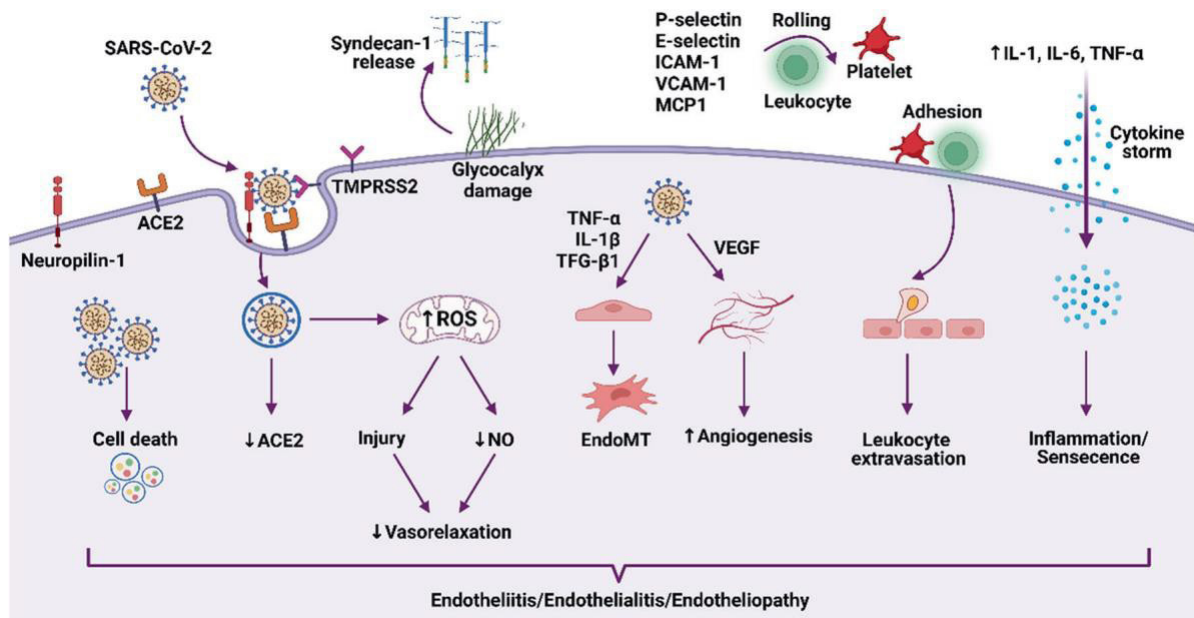 SARS-CoV-2
Syndecan-1
release
P-selectin
E-selectin
ICAM-1
VCAM-1
MCP1
Rolling
Platelet
Leukocyte
↑IL-1, IL-6, TNF-α
Adhesion
Cytokine
storm
Glycocalyx
damage
TMPRSS2
ACE2
Neuropilin-1
TNF-α
IL-1β
TFG-β1
VEGF
↑ROS
Cell death
↓ACE2
Injury
↓NO
EndoMT
↑Angiogenesis
Leukocyte
extravasation
Inflammation/
Sensecence
↓Vasorelaxation
Endotheliitis/Endothelialitis/Endotheliopathy